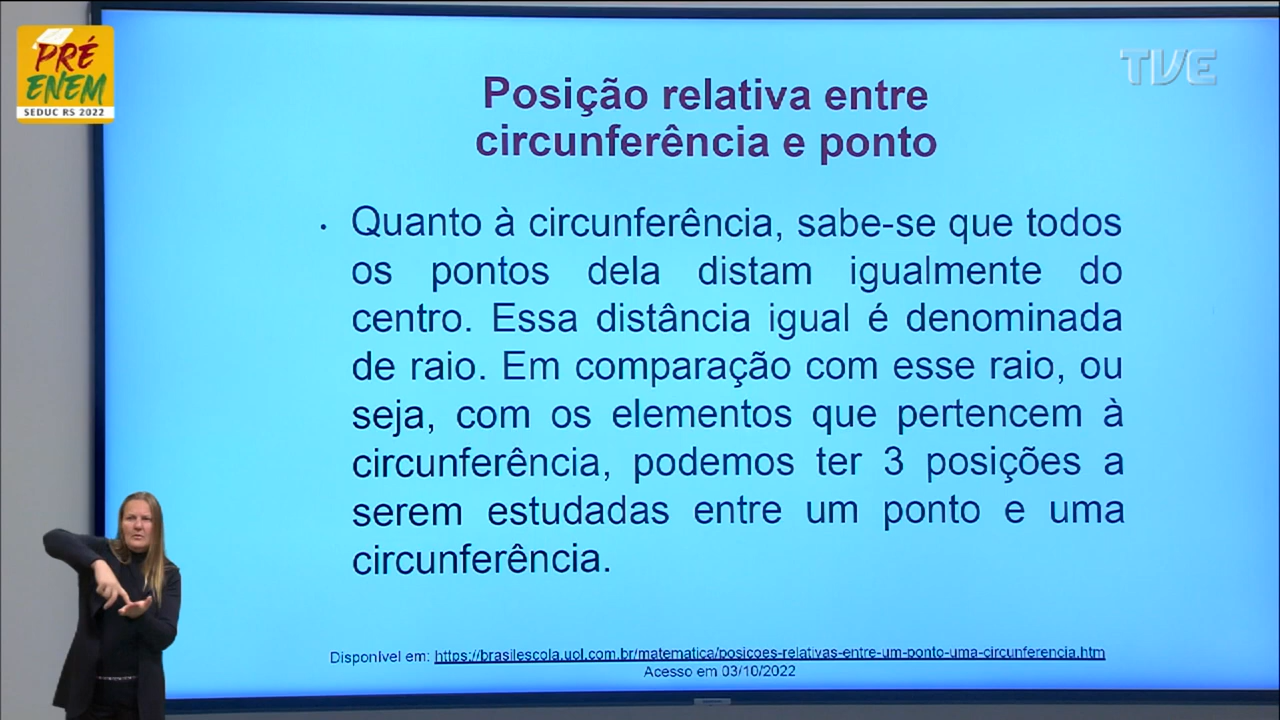 PRÉ
ENEM
SEDUC RS 2022
TVE
Posição relativa entre
circunferência e ponto
• Quanto à circunferência, sabe-se que todos
os pontos dela distam igualmente do
centro. Essa distância igual é denominada
de raio. Em comparação com esse raio, ou
seja, com os elementos que pertencem à
circunferência, podemos ter 3 posições a
serem estudadas entre um ponto e uma
circunferência.
Disponível em: https://brasilescola.uol.com.br/matematica/posicoes-relativas-entre-um-ponto-uma-circunferencia.htm
Acesso em 03/10/2022